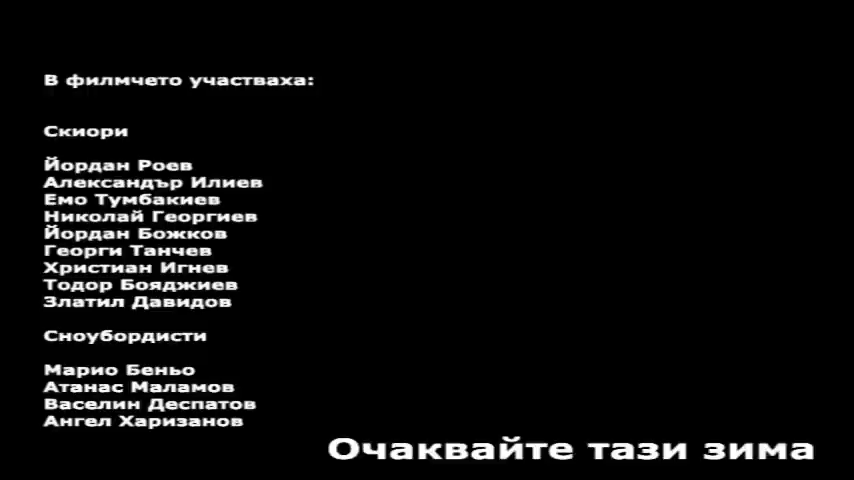 В филмчето участваха:
Скиори
Йордан Роев
Александър Илиев
Емо Тумбакиев
Николай Георгиев
Йордан Божков
Георги Танчев
Христиан Игнев
Тодор Бояджиев
Златил Давидов
Сноубордисти
Марио Беньо
Атанас Маламов
Васелин Деспатов
Ангел Харизанов
Очаквайте тази зима